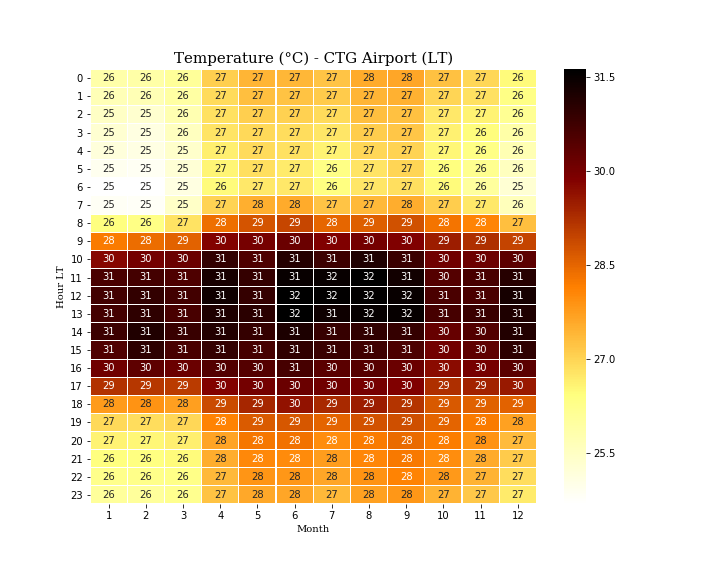 Temperature (°C) - CTG Airport (LT)
0 26 26 26 27 27 27 27 28 28 27 27 26
1 26 26 26 27 27 27 27 27 27 27 27 26
2 25 25 26 27 27 27 27 27 27 27 27 26
3 25 25 26 27 27 27 27 27 27 27 26 26
4 25 25 25 27 27 27 27 27 27 27 26 26
5 25 25 25 27 27 27 26 27 27 26 26 26
6 25 25 25 26 27 27 26 27 27 26 26 25
7 25 25 25 27 28 28 27 27 28 27 27 26
8 26 26 27 28 29 29 28 29 29 28 28 27
9 28 28 29 30 30 30 30 30 30 29 29 29
10 30 30 30 31 31 31 31 31 31 30 30 30
11 31 31 31 31 31 31 32 32 31 30 31 31
12 31 31 31 31 31 32 32 32 32 31 31 31
13 31 31 31 31 31 32 31 32 32 31 31 31
14 31 31 31 31 31 31 31 31 31 30 30 31
15 31 31 31 31 31 31 31 31 31 30 30 31
16 30 30 30 30 30 31 30 30 30 30 30 30
17 29 29 29 30 30 30 30 30 30 29 29 30
18 28 28 28 29 29 30 29 29 29 29 29 29
19 27 27 27 28 29 29 29 29 29 29 28 28
20 27 27 27 28 28 28 28 28 28 28 28 27
21 26 26 26 28 28 28 28 28 28 28 28 27
22 26 26 26 27 28 28 28 28 28 28 27 27
23 26 26 26 27 28 28 27 28 28 27 27 27
1 2 3 4 5 6 7 8 9 10 11 12
Month
Hour LT
31.5
30.0
28.5
27.0
25.5